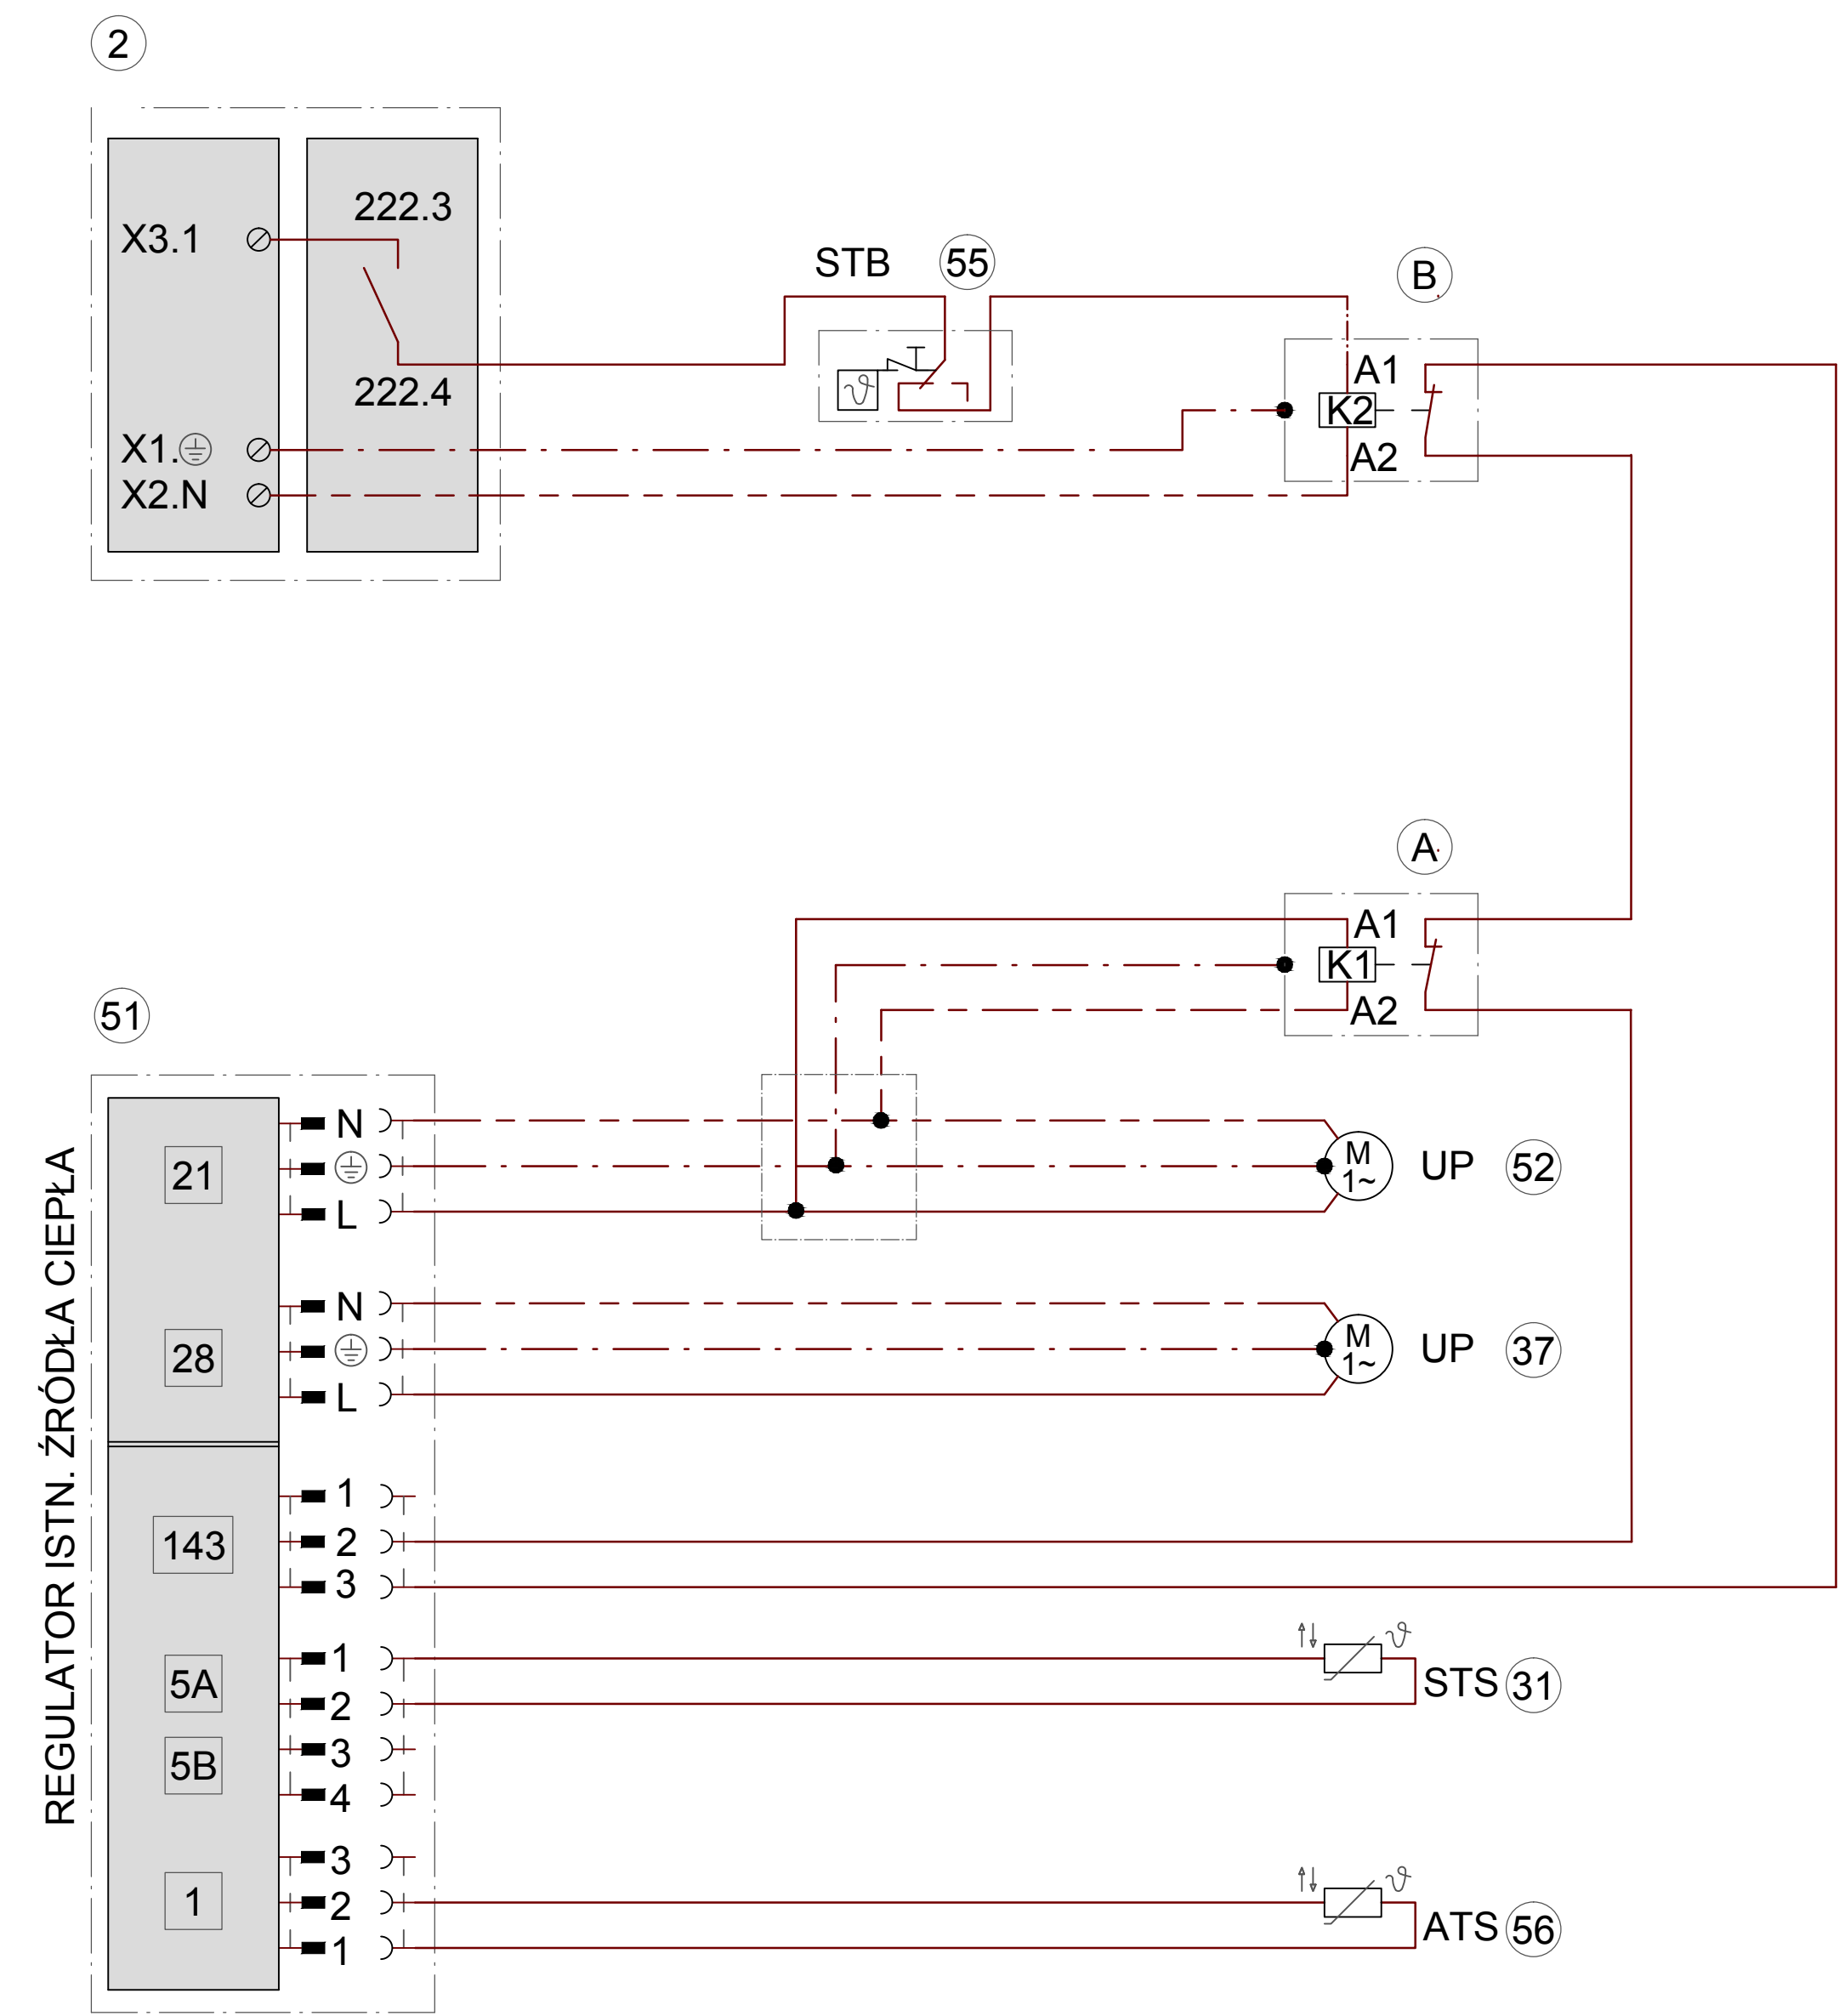 2
222.3
X3.1
STB
55
B
A1
222.4
K2
X1.
A2
X2.N
A
A1
K1
A2
51
REGULATOR ISTN. ŹRÓDŁA CIEPŁA
N
21
M
1~
UP
52
L
N
28
M
1~
UP
37
L
1
143
2
3
1
5A
2
STS
31
3
5B
4
3
1
2
ATS
56
1